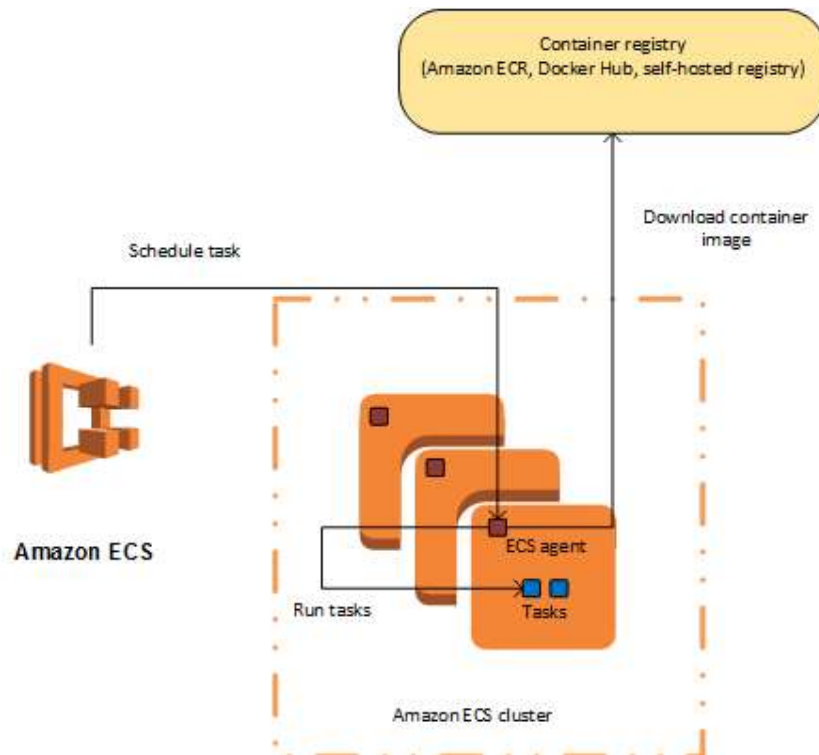 Container registry
(Amazon ECR, Docker Hub, self-hosted registry)
Download container
image
Schedule task
Amazon ECS
ECS agent
Run tasks
Tasks
Amazon ECS cluster